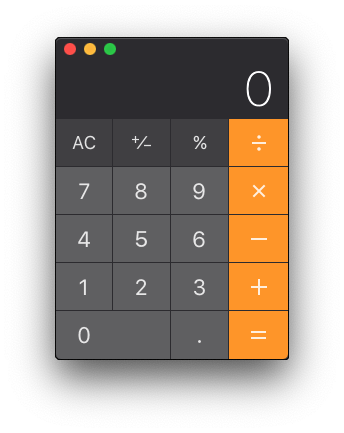 0
AC ⁺∕₋ % ÷
7 8 9 ×
4 5 6 −
1 2 3 +
0 . =